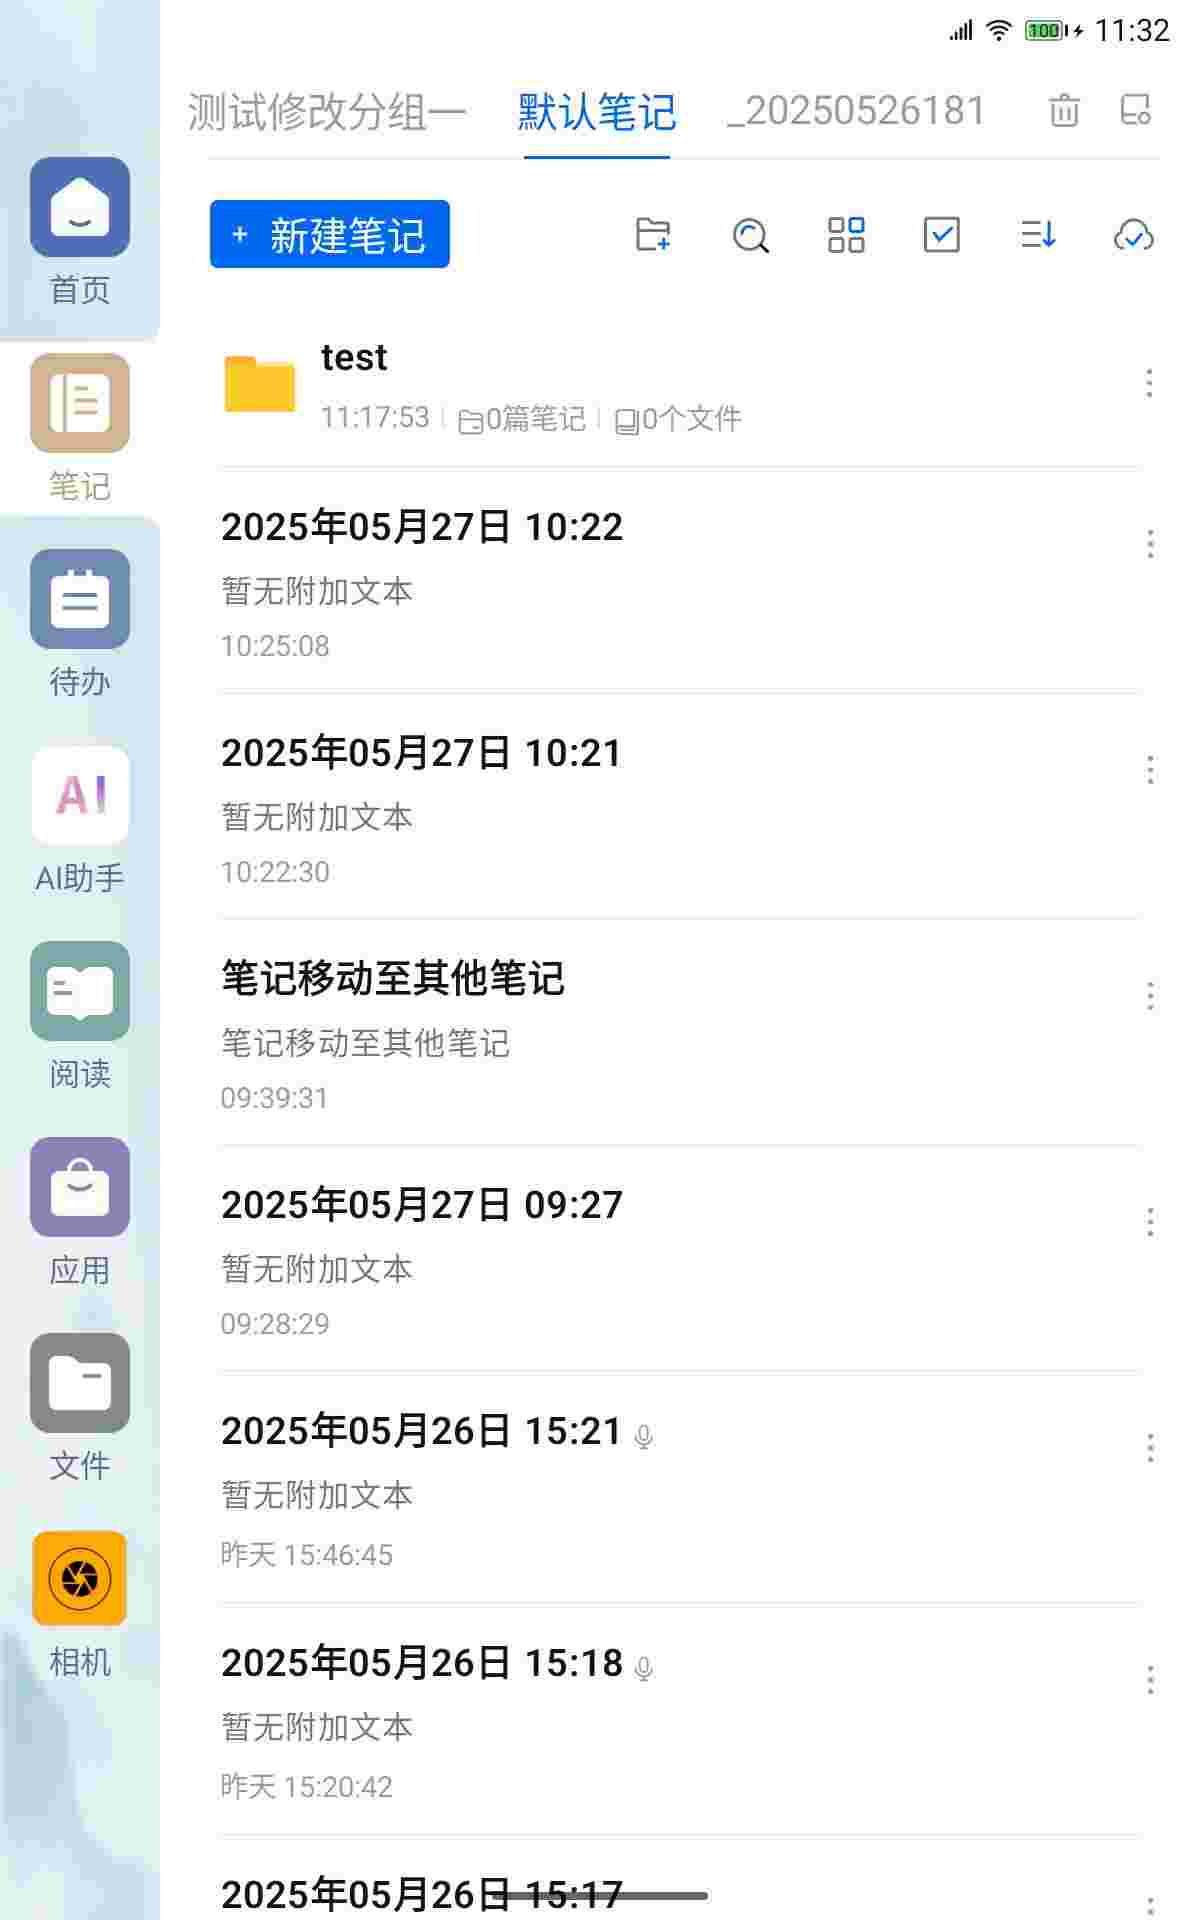 100 11:32
测试修改分组一 默认笔记 _20250526181
+ 新建笔记
首页
笔记
待办
AI
AI助手
阅读
应用
文件
相机
test
11:17:53 0篇笔记 0个文件
2025年05月27日 10:22
暂无附加文本
10:25:08
2025年05月27日 10:21
暂无附加文本
10:22:30
笔记移动至其他笔记
笔记移动至其他笔记
09:39:31
2025年05月27日 09:27
暂无附加文本
09:28:29
2025年05月26日 15:21
暂无附加文本
昨天 15:46:45
2025年05月26日 15:18
暂无附加文本
昨天 15:20:42
2025年05月26日 15:17